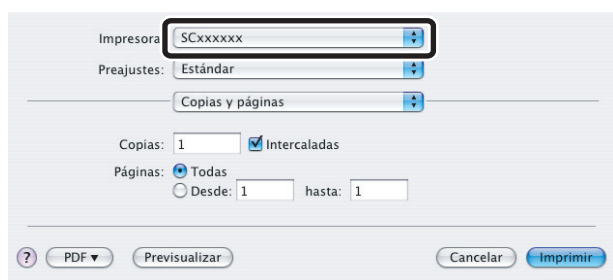 Impresora SCxxxxxx
Preajustes: Estándar
Copias y páginas
Copias: 1 Intercaladas
Páginas: Todas
Desde: 1 hasta: 1
? PDF▼ Previsualizar Cancelar Imprimir